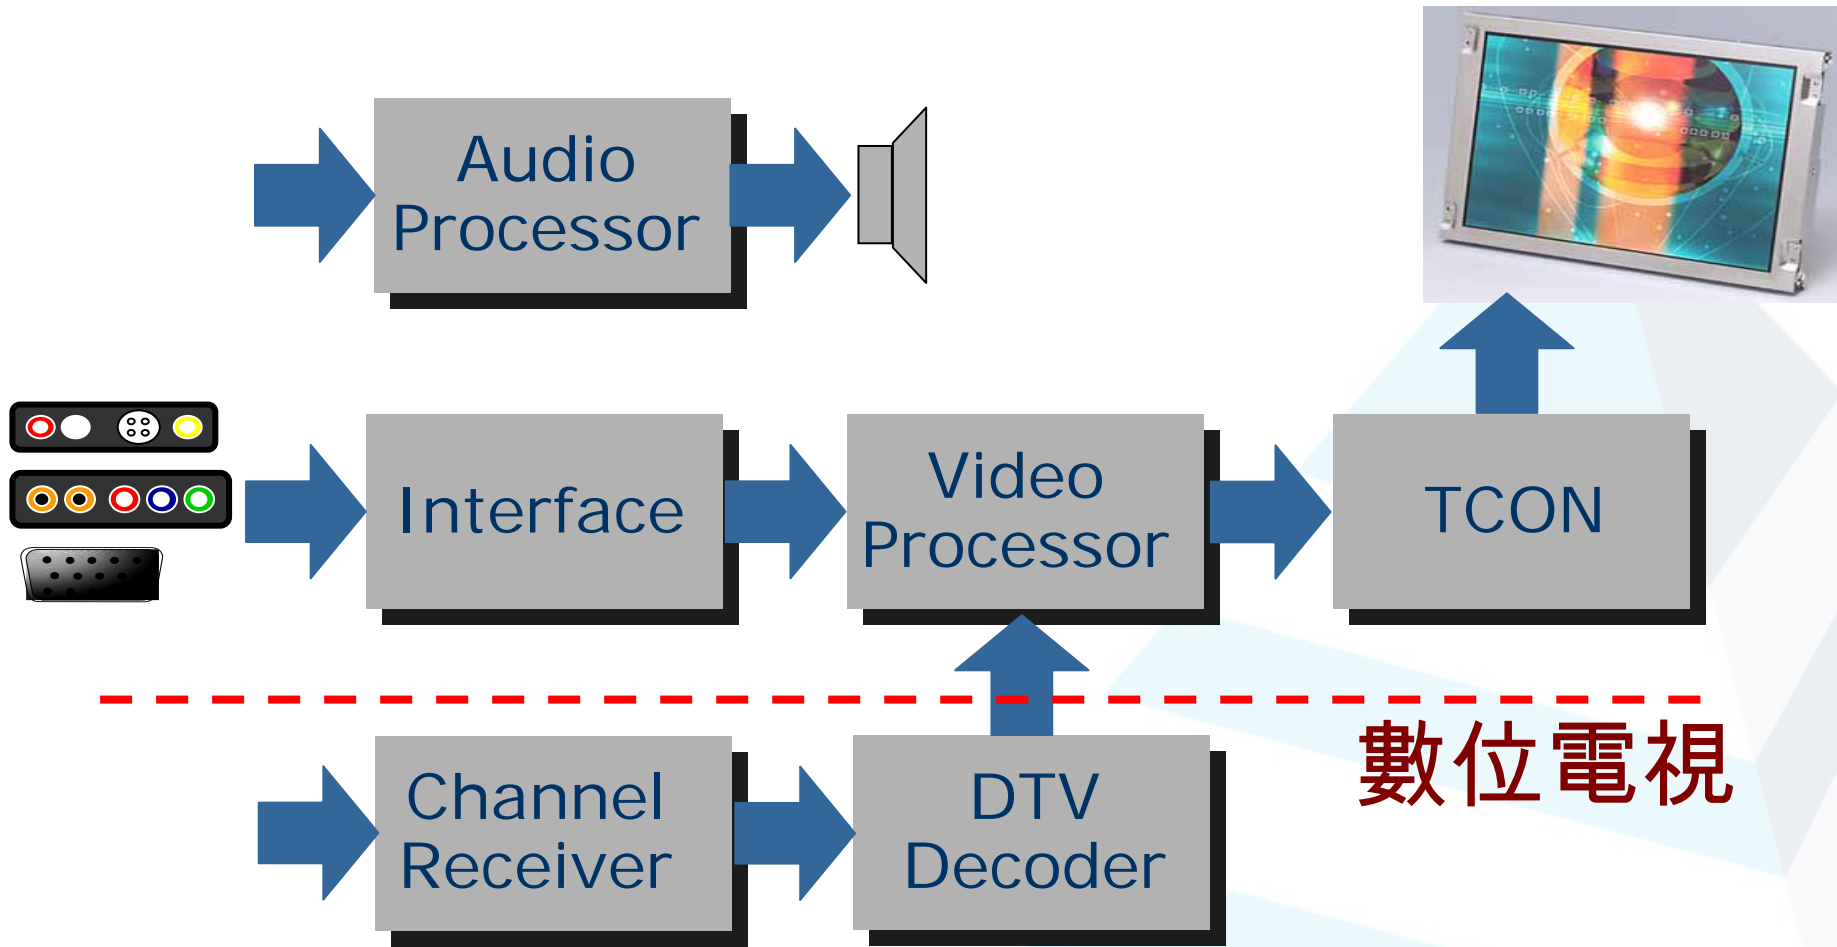 Audio
Processor
Interface
Video
Processor
TCON
數位電視
Channel
Receiver
DTV
Decoder